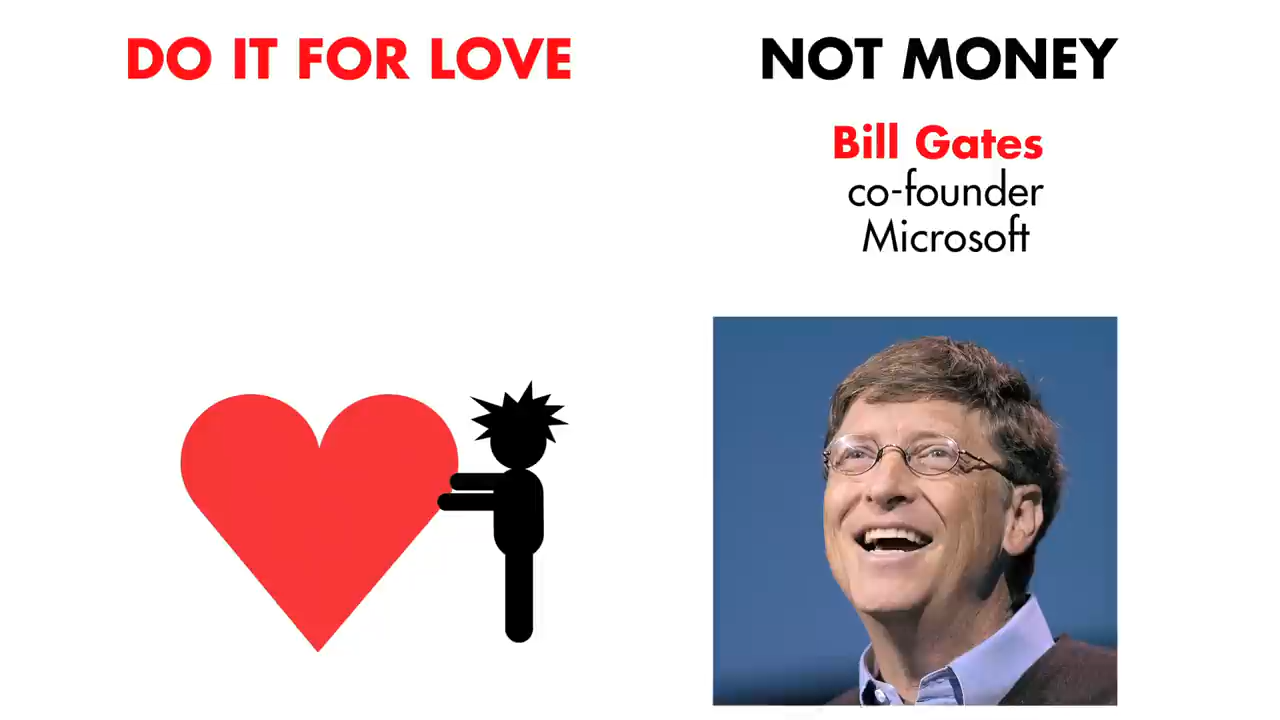 DO IT FOR LOVE
NOT MONEY
Bill Gates
co-founder
Microsoft